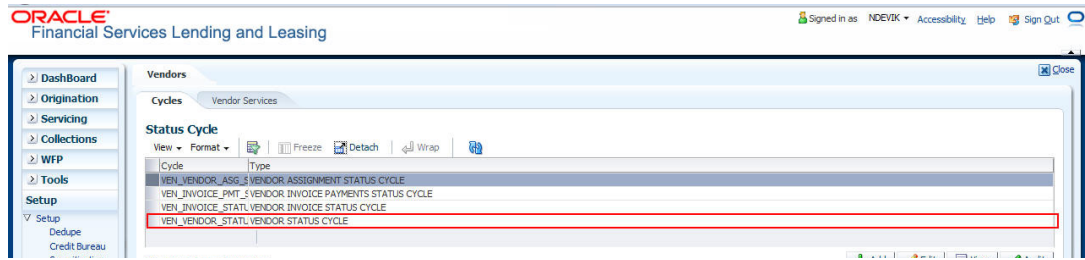 ORACLE
Financial Services Lending and Leasing
Signed in as NDEVIK Accessibility Help Sign Out
Close
DashBoard
Origination
Servicing
Collections
WFP
Tools
Setup
Setup
Dedupe
Credit Bureau
Vendors
Cycles Vendor Services
Status Cycle
View Format Freeze Detach Wrap
Cycle Type
VEN_VENDOR_ASG_S VENDOR ASSIGNMENT STATUS CYCLE
VEN_INVOICE_PMT_S VENDOR INVOICE PAYMENTS STATUS CYCLE
VEN_INVOICE_STATU VENDOR INVOICE STATUS CYCLE
VEN_VENDOR_STATU VENDOR STATUS CYCLE